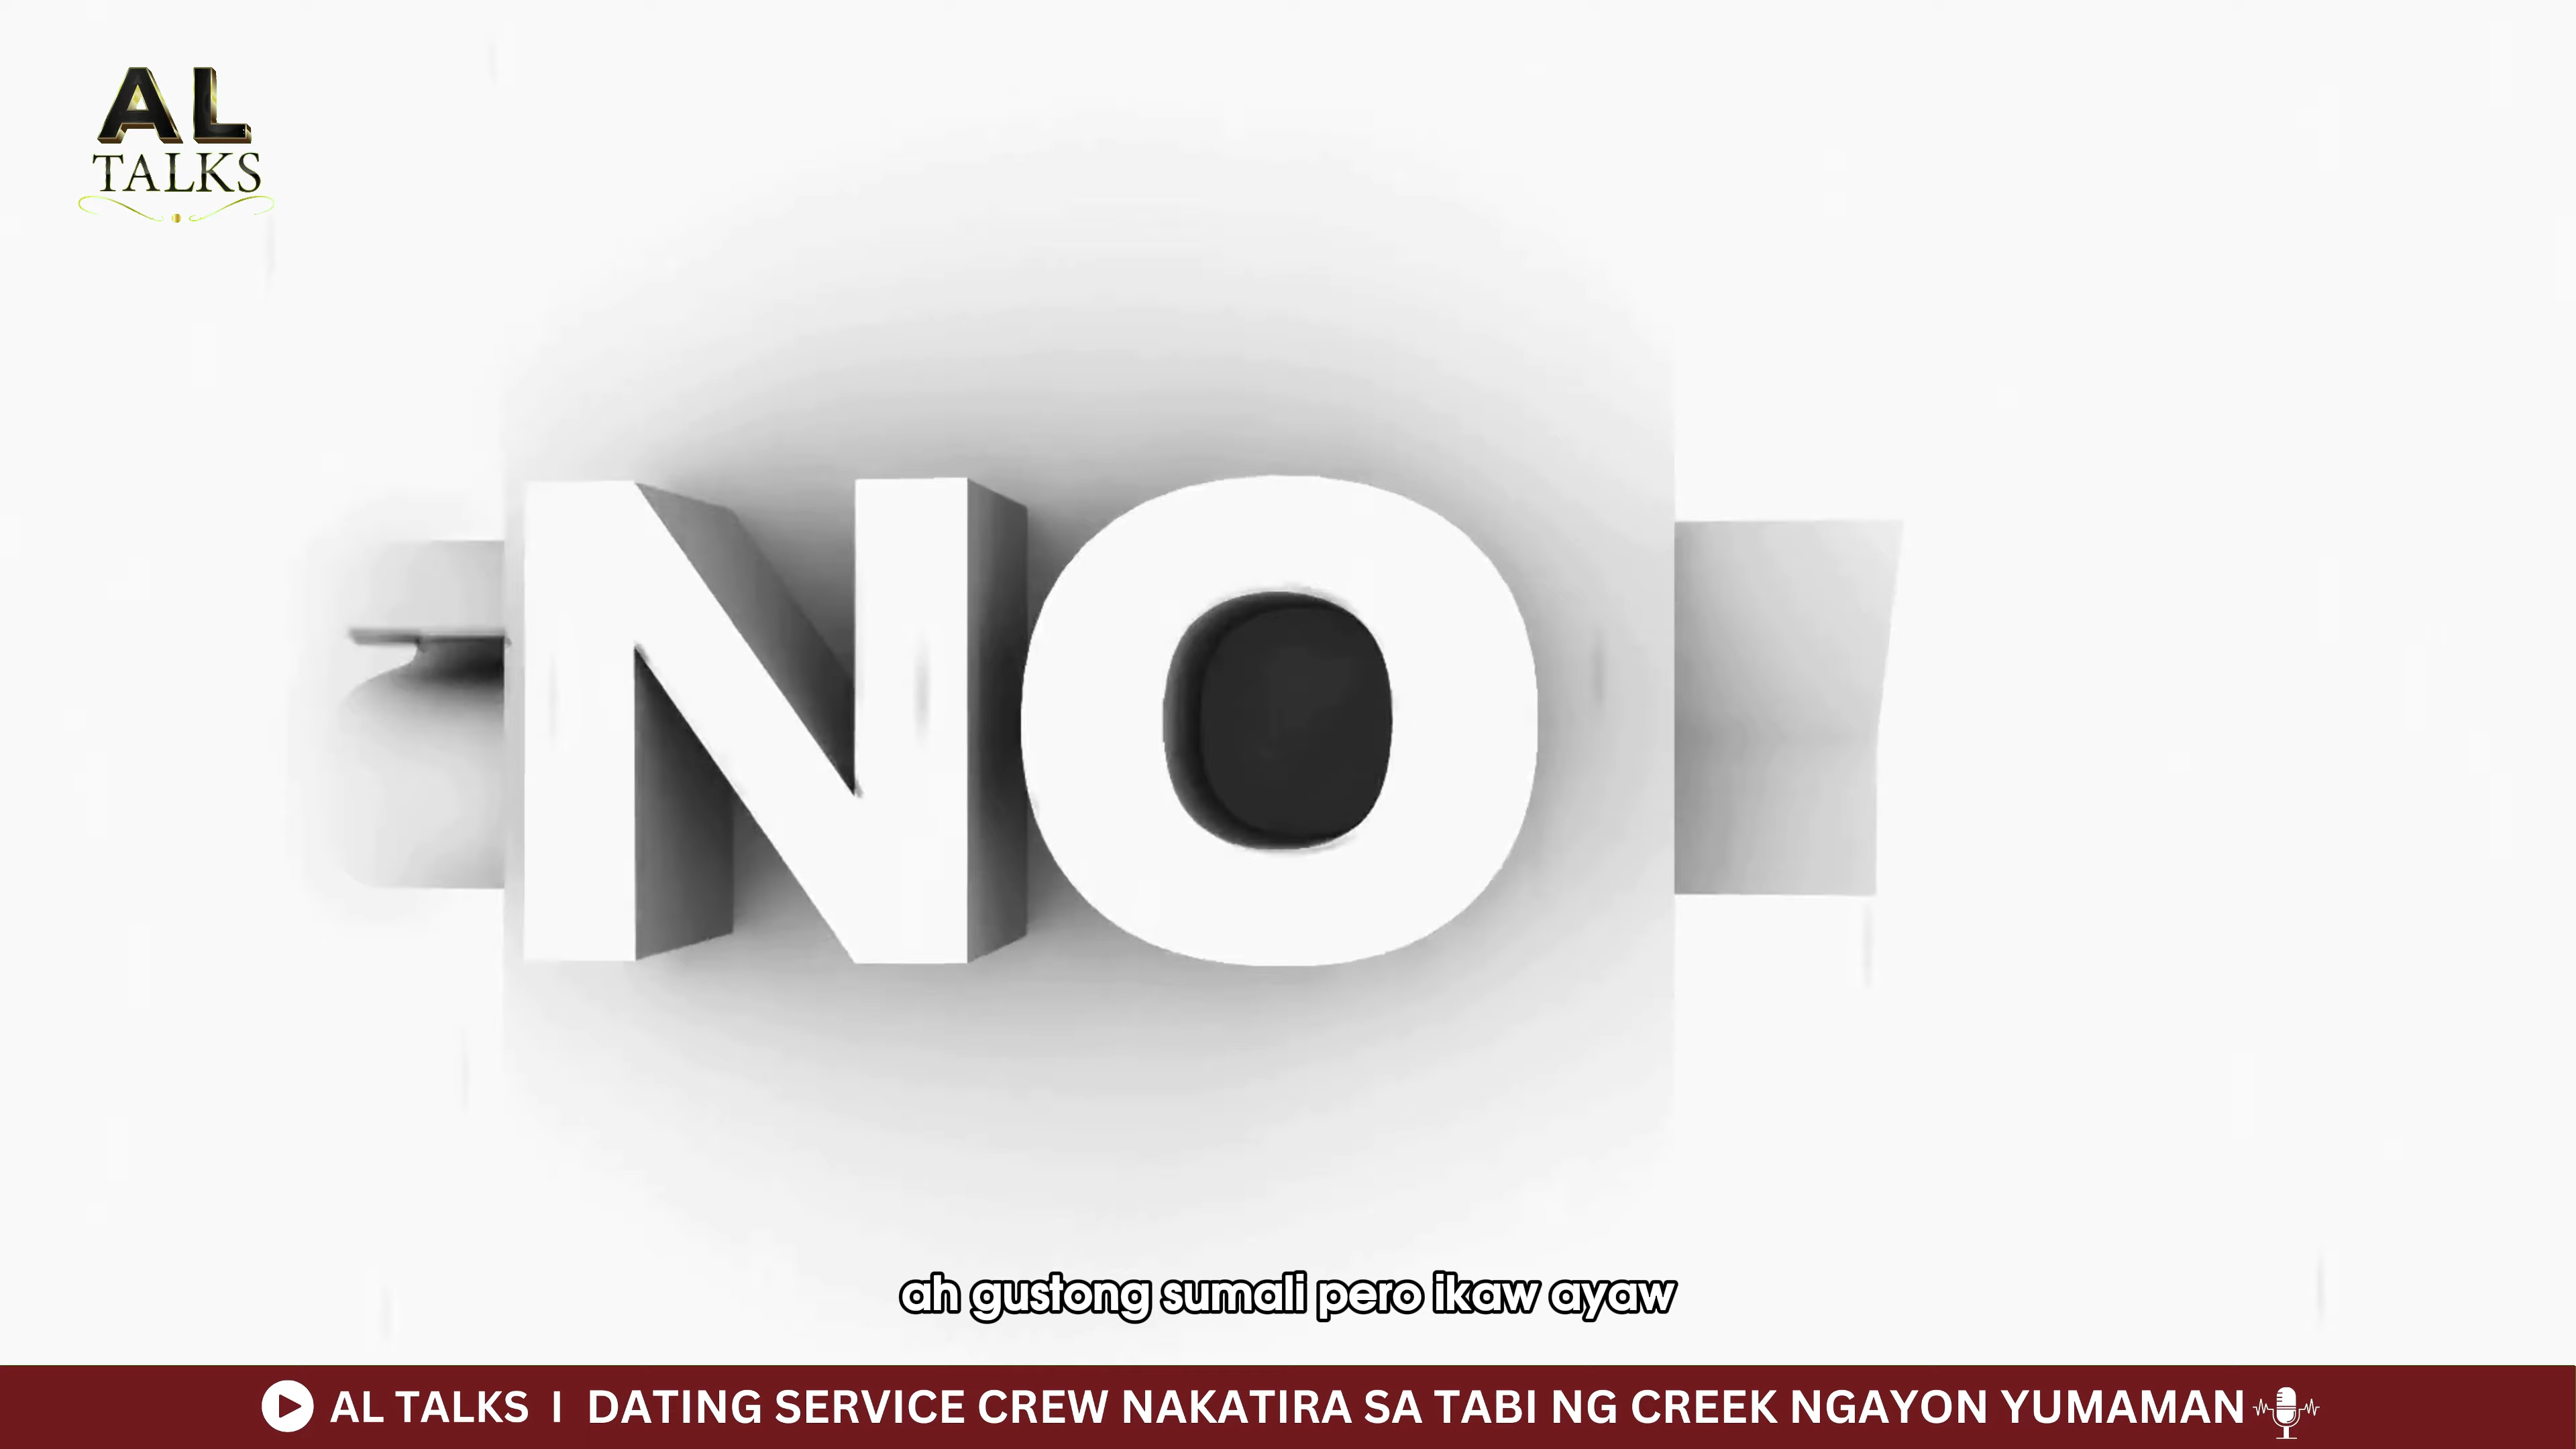 AL
TALKS
NO
ah gustong sumali pero ikaw ayaw
AL TALKS I DATING SERVICE CREW NAKATIRA SA TABI NG CREEK NGAYON YUMAMAN